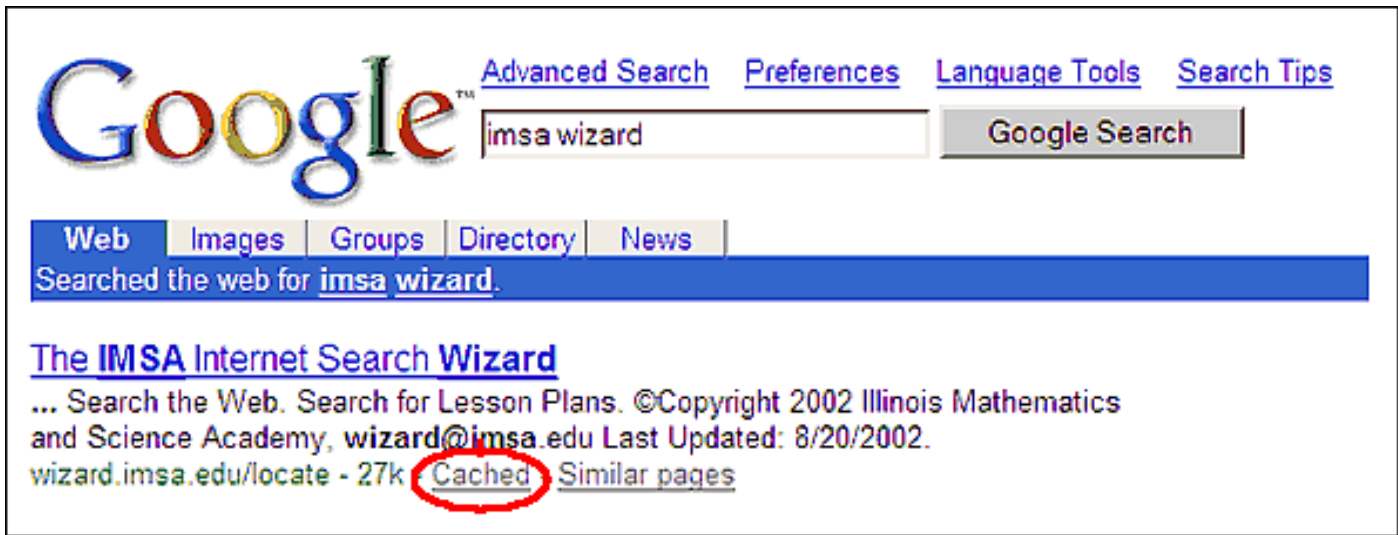 Google™
Advanced Search Preferences Language Tools Search Tips
imsa wizard Google Search
Web Images Groups Directory News
Searched the web for imsa wizard.
The IMSA Internet Search Wizard
... Search the Web. Search for Lesson Plans. ©Copyright 2002 Illinois Mathematics
and Science Academy, wizard@imsa.edu Last Updated: 8/20/2002.
wizard.imsa.edu/locate - 27k - Cached - Similar pages